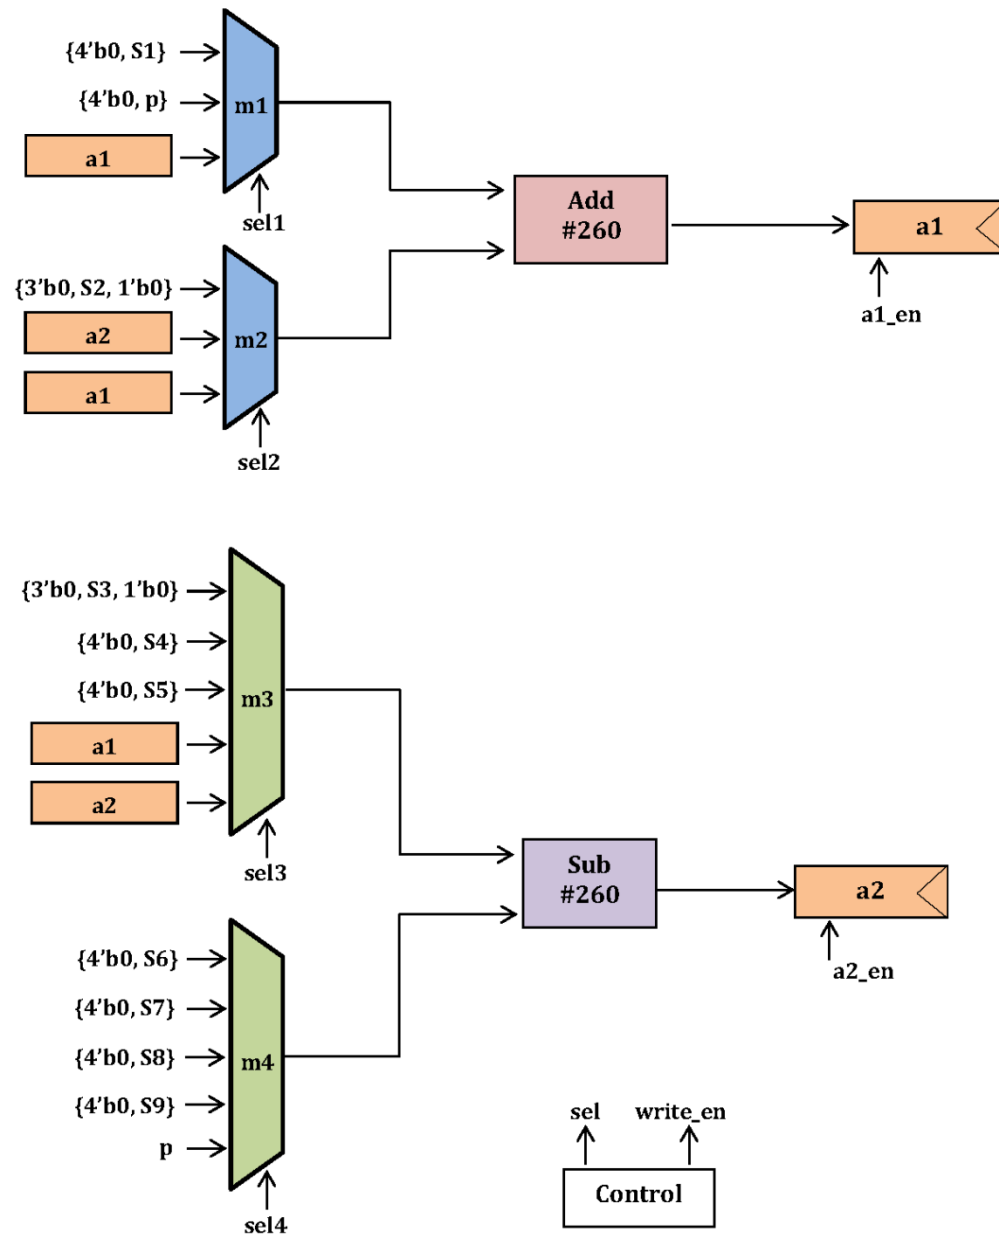 {4'b0, S1}
{4'b0, p}
a1
m1
sel1
Add
#260
a1
a1_en
{3'b0, S2, 1'b0}
a2
a1
m2
sel2
{3'b0, S3, 1'b0}
{4'b0, S4}
{4'b0, S5}
a1
a2
m3
sel3
Sub
#260
a2
a2_en
{4'b0, S6}
{4'b0, S7}
{4'b0, S8}
{4'b0, S9}
p
m4
sel4
sel
write_en
Control